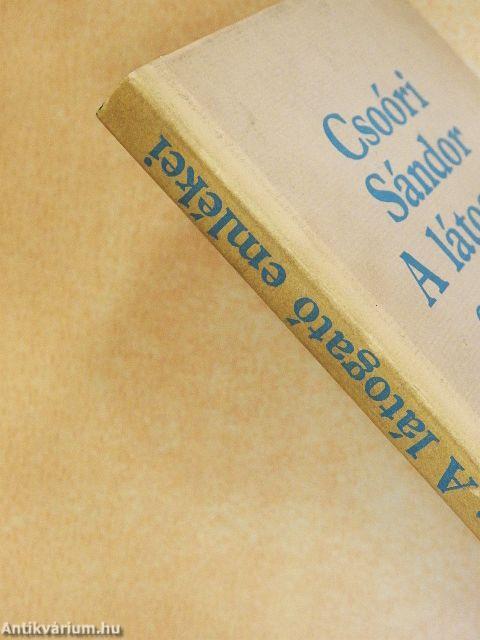 Csoóri
Sándor
A láto
A látogató emlékei
Antikvárium.hu